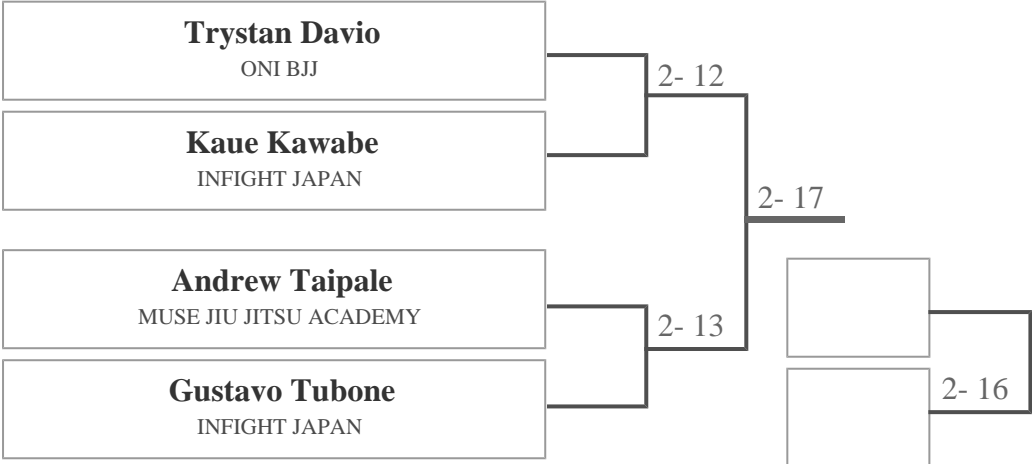 Trystan Davio
ONI BJJ
2- 12
Kaue Kawabe
INFIGHT JAPAN
2- 17
Andrew Taipale
MUSE JIU JITSU ACADEMY
2- 13
Gustavo Tubone
INFIGHT JAPAN
2- 16